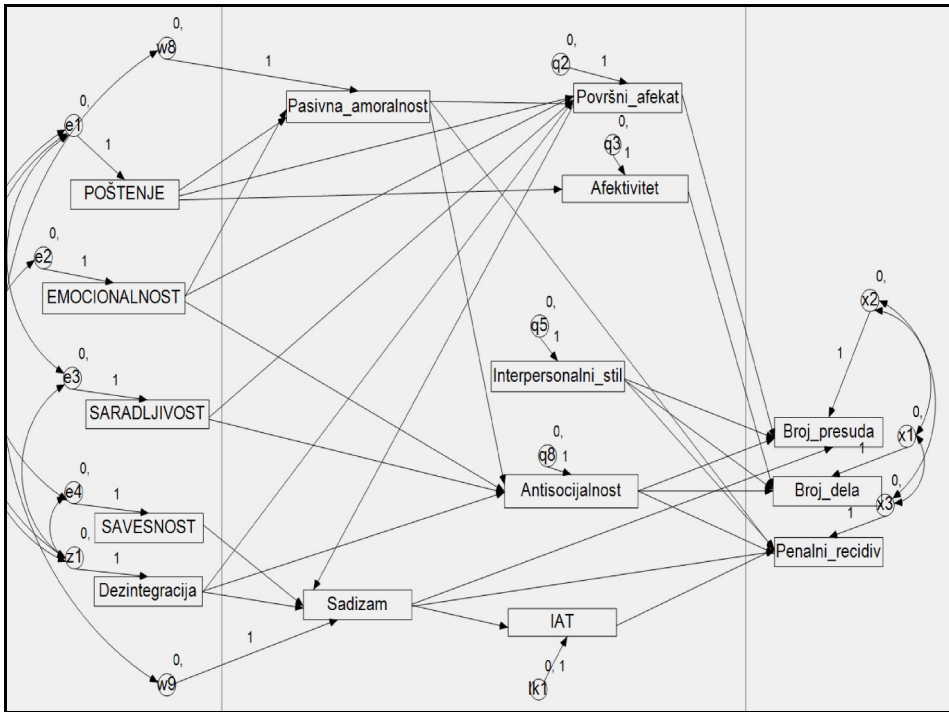 0,
w8
1
Pasivna_amoralnost
0,
e1
1
POŠTENJE
0,
e2
1
EMOCIONALNOST
0,
e3
1
SARADLJIVOST
0,
e4
1
SAVESNOST
0,
z1
1
Dezintegracija
0,
w9
1
Sadizam
0,
q2
1
Površni_afekat
0,
q3
1
Afektivitet
0,
q5
1
Interpersonalni_stil
0,
q8
1
Antisocijalnost
IAT
0, 1
0,
x2
1
Broj_presuda
0,
x1
1
Broj_dela
0,
x3
1
Penalni_recidiv